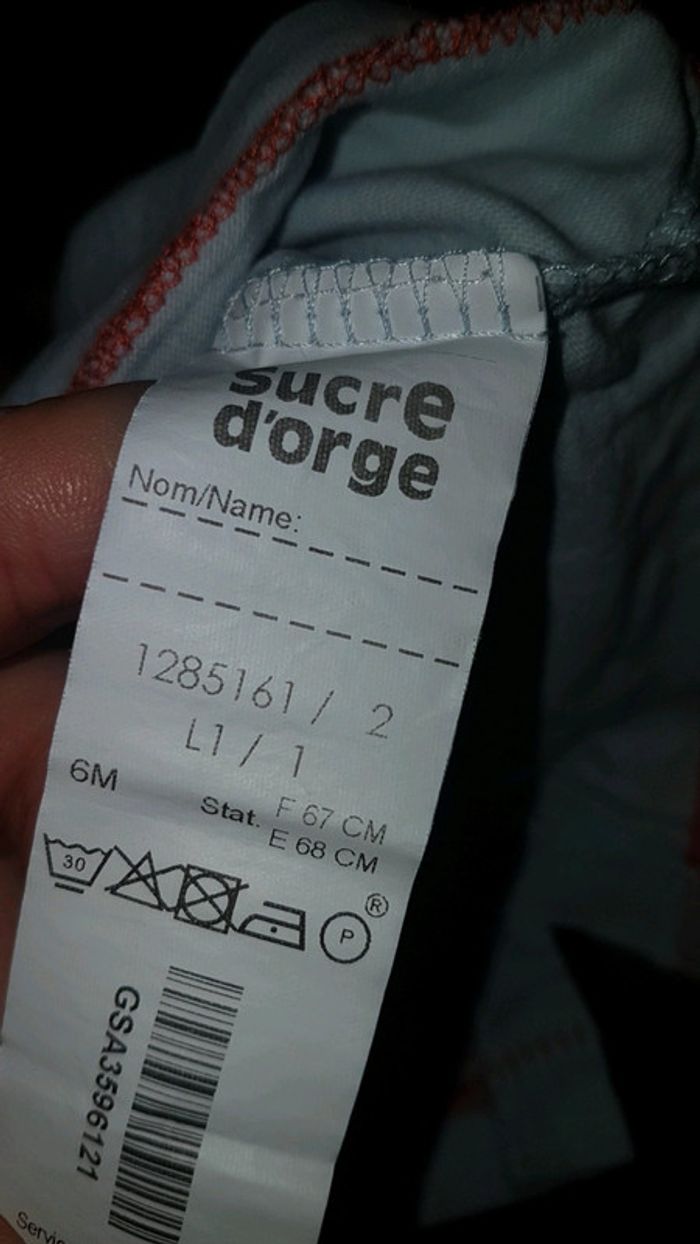 sucre
d'orge
Nom/Name:
1285161 / 2
L1 / 1
6M
Stat. F 67 CM
E 68 CM
30
P
®
GSA3596121